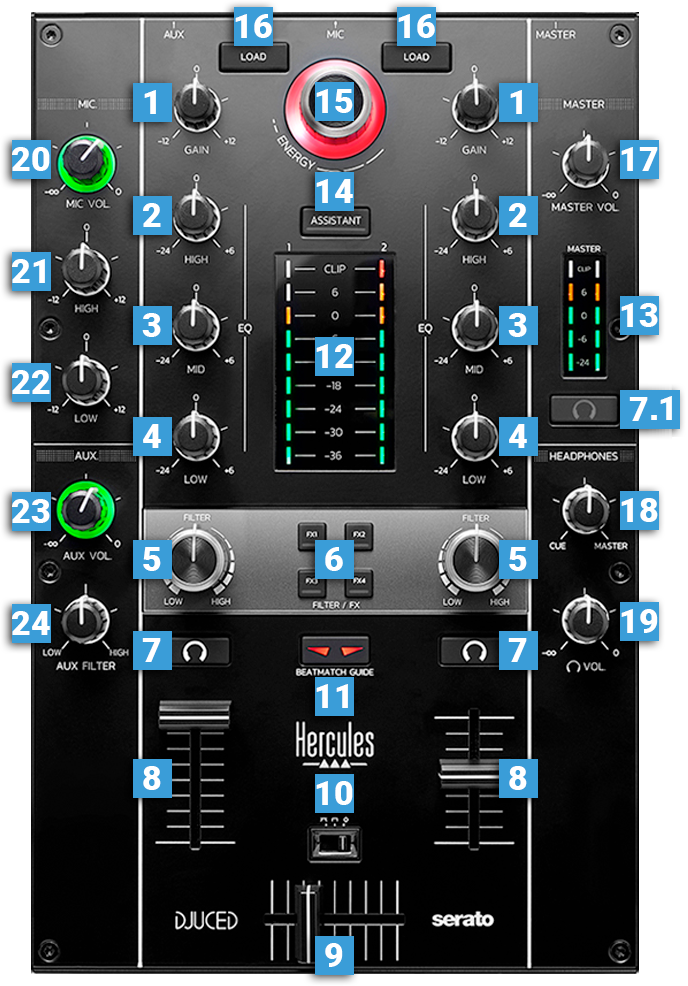 AUX MIC MASTER
16 16
LOAD LOAD
MIC MASTER
1 15 1
0 0
-12 +12 -12 +12
GAIN ENERGY GAIN
20 17
-∞ 0 -∞ 0
MIC VOL. MASTER VOL.
14
ASSISTANT
2 2
0 0
-24 +6 -24 +6
HIGH HIGH
1 2
MASTER
21
0
-12 +12
HIGH
CLIP CLIP
6 6
0 0
13
3 EQ EQ 3
0 0
-24 +6 -24 +6
MID MID
12
-6
-24
-18
-24
-30
-36
22
0
-12 +12
LOW
7.1
4 4
0 0
-24 +6 -24 +6
LOW LOW
AUX HEADPHONES
23 18
-∞ 0 CUE MASTER
AUX VOL.
FILTER FX1 FX2 FILTER
5 6 5
FX3 FX4
LOW HIGH LOW HIGH
FILTER / FX
24 19
LOW HIGH -∞ 0
AUX FILTER VOL.
7 7
BEATMATCH GUIDE
11
Hercules
8 8
10
DJUCED serato
9